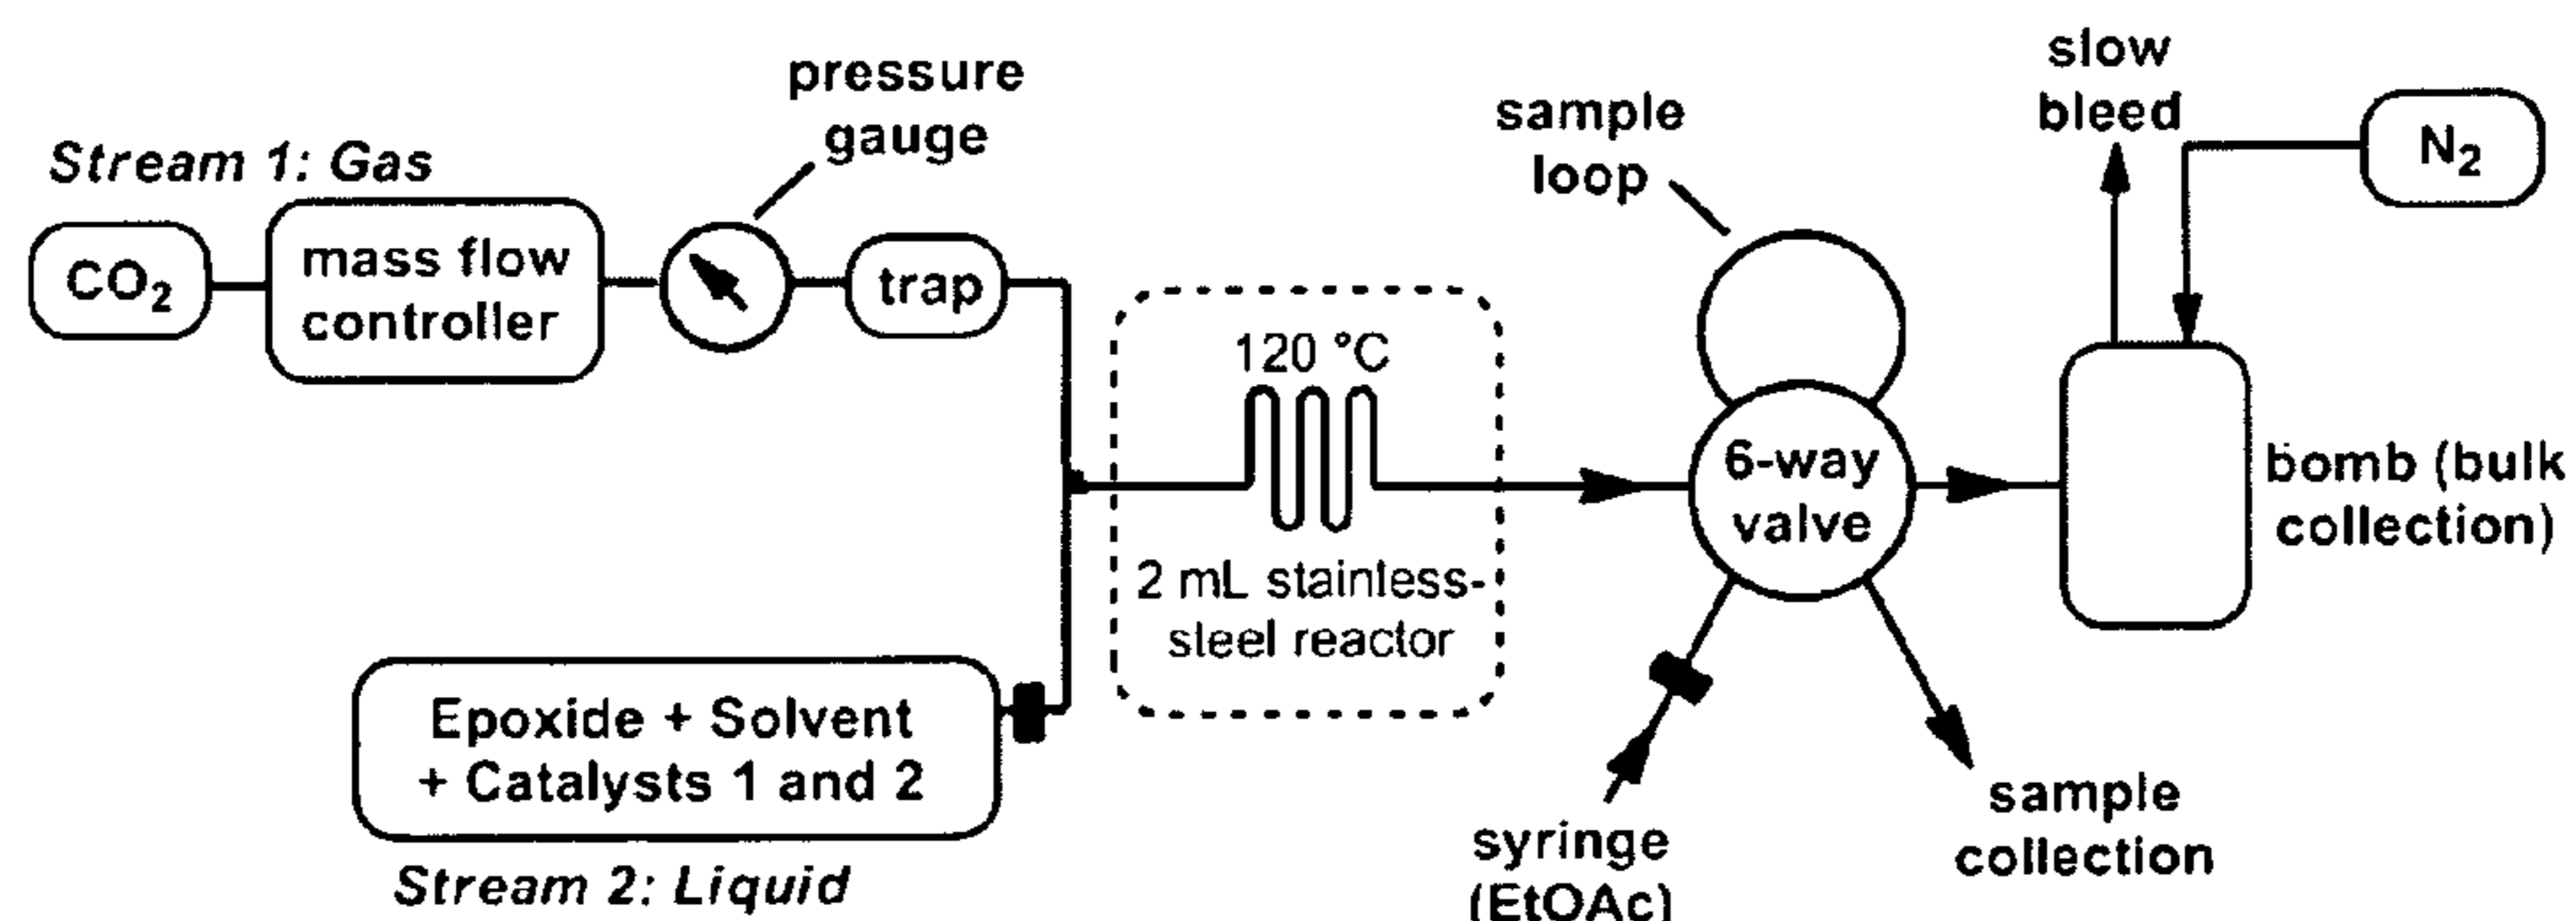 Stream 1: Gas
CO2
mass flow
controller
pressure
gauge
trap
120 °C
2 mL stainless-
steel reactor
Epoxide + Solvent
+ Catalysts 1 and 2
Stream 2: Liquid
sample
loop
6-way
valve
syringe
(EtOAc)
sample
collection
slow
bleed
N2
bomb (bulk
collection)